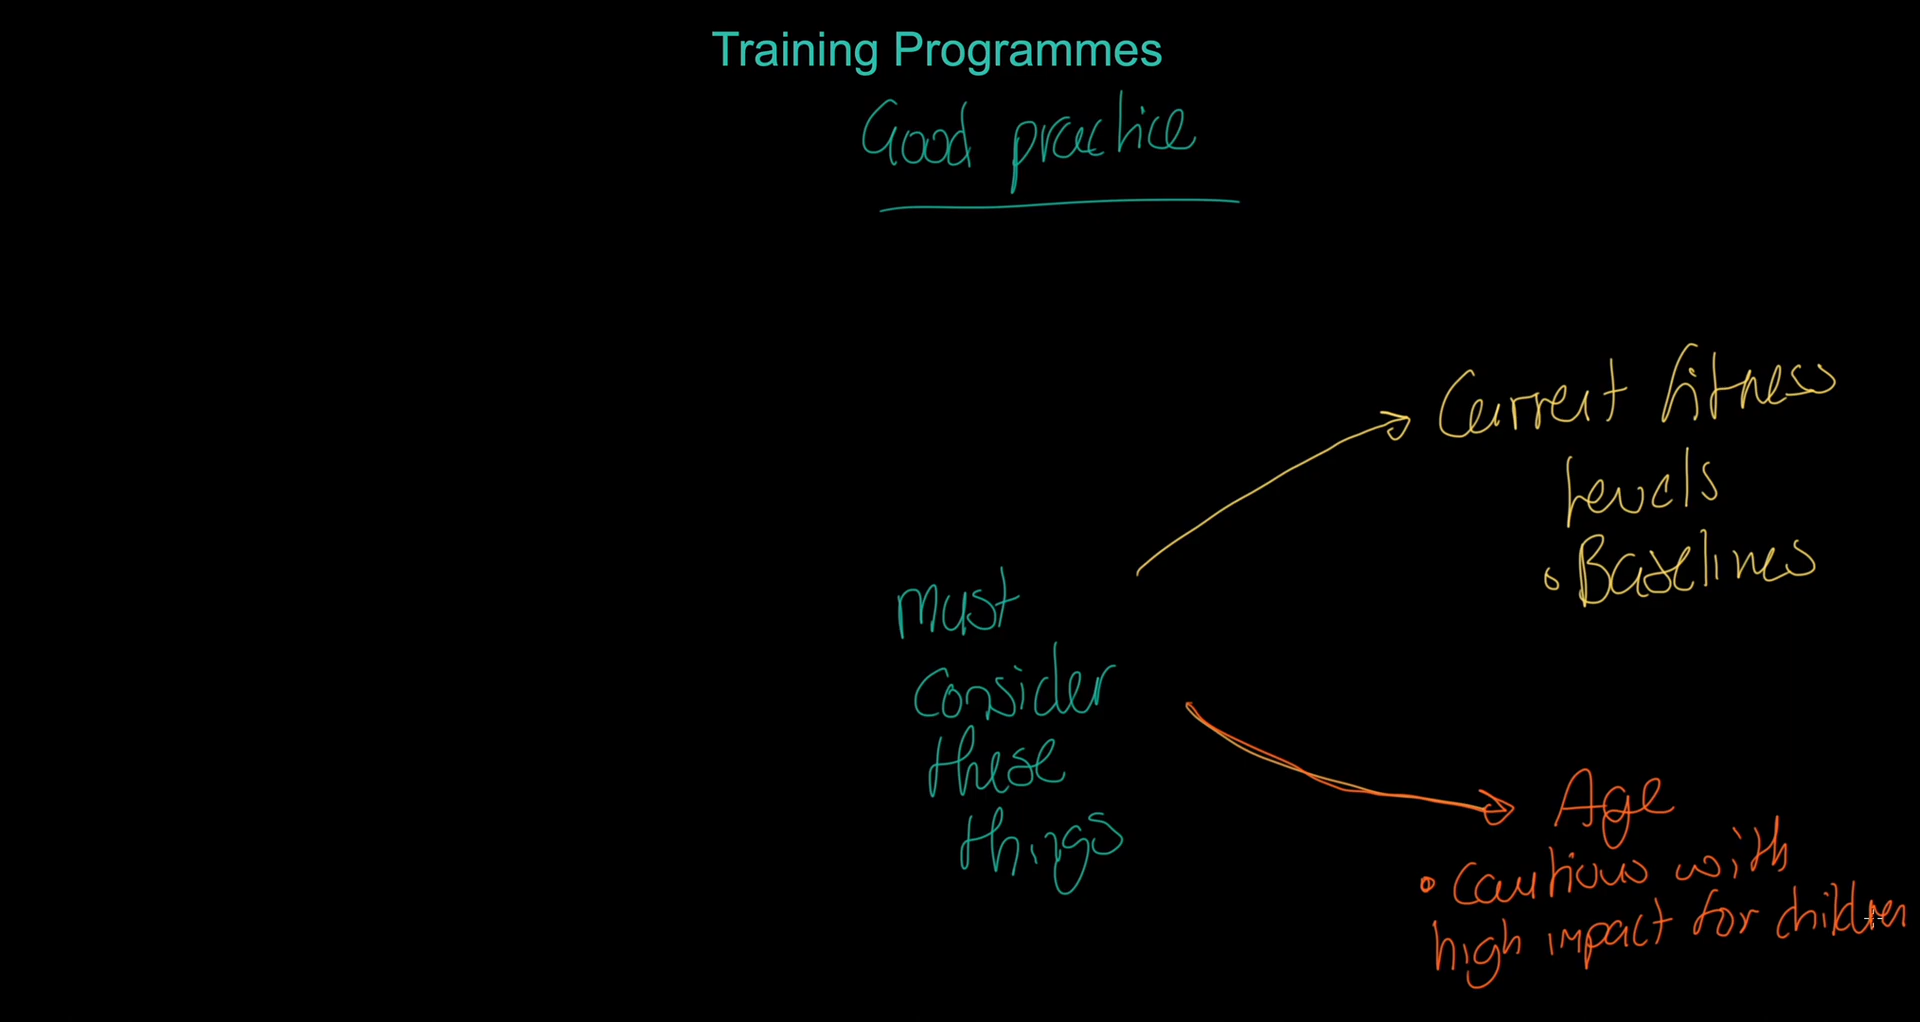 Training Programmes
Good practice
Current fitness
levels
• Baselines
Must
Consider
these
things
Age
• Cautious with
high impact for children